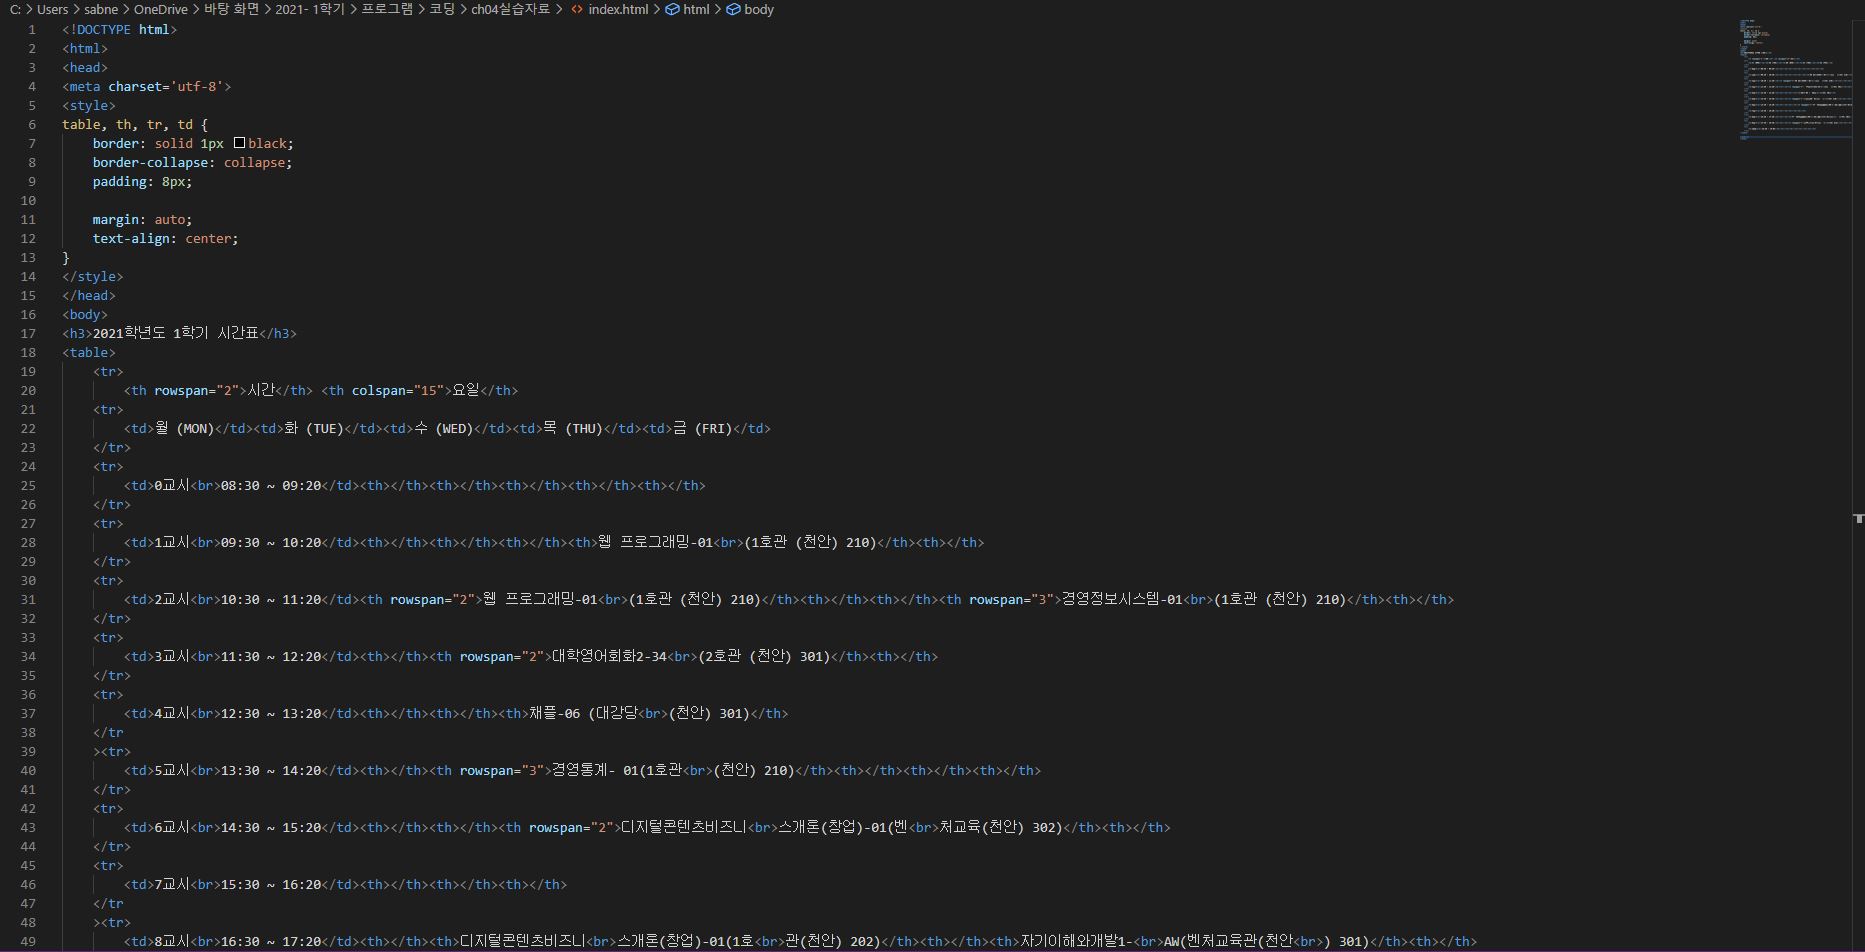 C: > Users > sabne > OneDrive > 바탕 화면 > 2021- 1학기 > 프로그램 > 코딩 > ch04실습자료 > <> index.html > html > body
1 <!DOCTYPE html>
2 <html>
3 <head>
4 <meta charset='utf-8'>
5 <style>
6 table, th, tr, td {
7 border: solid 1px black;
8 border-collapse: collapse;
9 padding: 8px;
10
11 margin: auto;
12 text-align: center;
13 }
14 </style>
15 </head>
16 <body>
17 <h3>2021학년도 1학기 시간표</h3>
18 <table>
19 <tr>
20 <th rowspan="2">시간</th> <th colspan="15">요일</th>
21 <tr>
22 <td>월 (MON)</td><td>화 (TUE)</td><td>수 (WED)</td><td>목 (THU)</td><td>금 (FRI)</td>
23 </tr>
24 <tr>
25 <td>0교시<br>08:30 ~ 09:20</td><th></th><th></th><th></th><th></th><th></th>
26 </tr>
27 <tr>
28 <td>1교시<br>09:30 ~ 10:20</td><th></th><th></th><th></th><th>웹 프로그래밍-01<br>(1호관 (천안) 210)</th><th></th>
29 </tr>
30 <tr>
31 <td>2교시<br>10:30 ~ 11:20</td><th rowspan="2">웹 프로그래밍-01<br>(1호관 (천안) 210)</th><th></th><th></th><th rowspan="3">경영정보시스템-01<br>(1호관 (천안) 210)</th><th></th>
32 </tr>
33 <tr>
34 <td>3교시<br>11:30 ~ 12:20</td><th></th><th rowspan="2">대학영어회화2-34<br>(2호관 (천안) 301)</th><th></th>
35 </tr>
36 <tr>
37 <td>4교시<br>12:30 ~ 13:20</td><th></th><th></th><th>채플-06 (대강당<br>(천안) 301)</th>
38 </tr
39 ><tr>
40 <td>5교시<br>13:30 ~ 14:20</td><th></th><th rowspan="3">경영통계- 01(1호관<br>(천안) 210)</th><th></th><th></th><th></th>
41 </tr>
42 <tr>
43 <td>6교시<br>14:30 ~ 15:20</td><th></th><th></th><th rowspan="2">디지털콘텐츠비즈니<br>스개론(창업)-01(벤<br>처교육(천안) 302)</th><th></th>
44 </tr>
45 <tr>
46 <td>7교시<br>15:30 ~ 16:20</td><th></th><th></th><th></th>
47 </tr
48 ><tr>
49 <td>8교시<br>16:30 ~ 17:20</td><th></th><th>디지털콘텐츠비즈니<br>스개론(창업)-01(1호<br>관(천안) 202)</th><th></th><th>자기이해와개발1-<br>AW(벤처교육관(천안<br>) 301)</th><th></th>